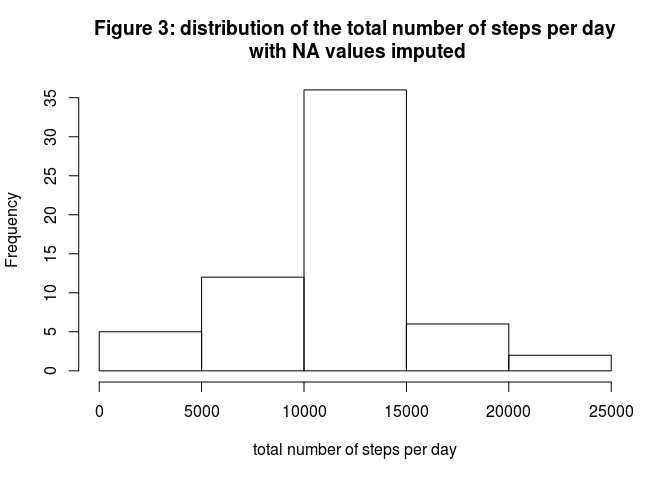 Figure 3: distribution of the total number of steps per day
with NA values imputed
Frequency
35
30
25
20
15
10
5
0
0 5000 10000 15000 20000 25000
total number of steps per day